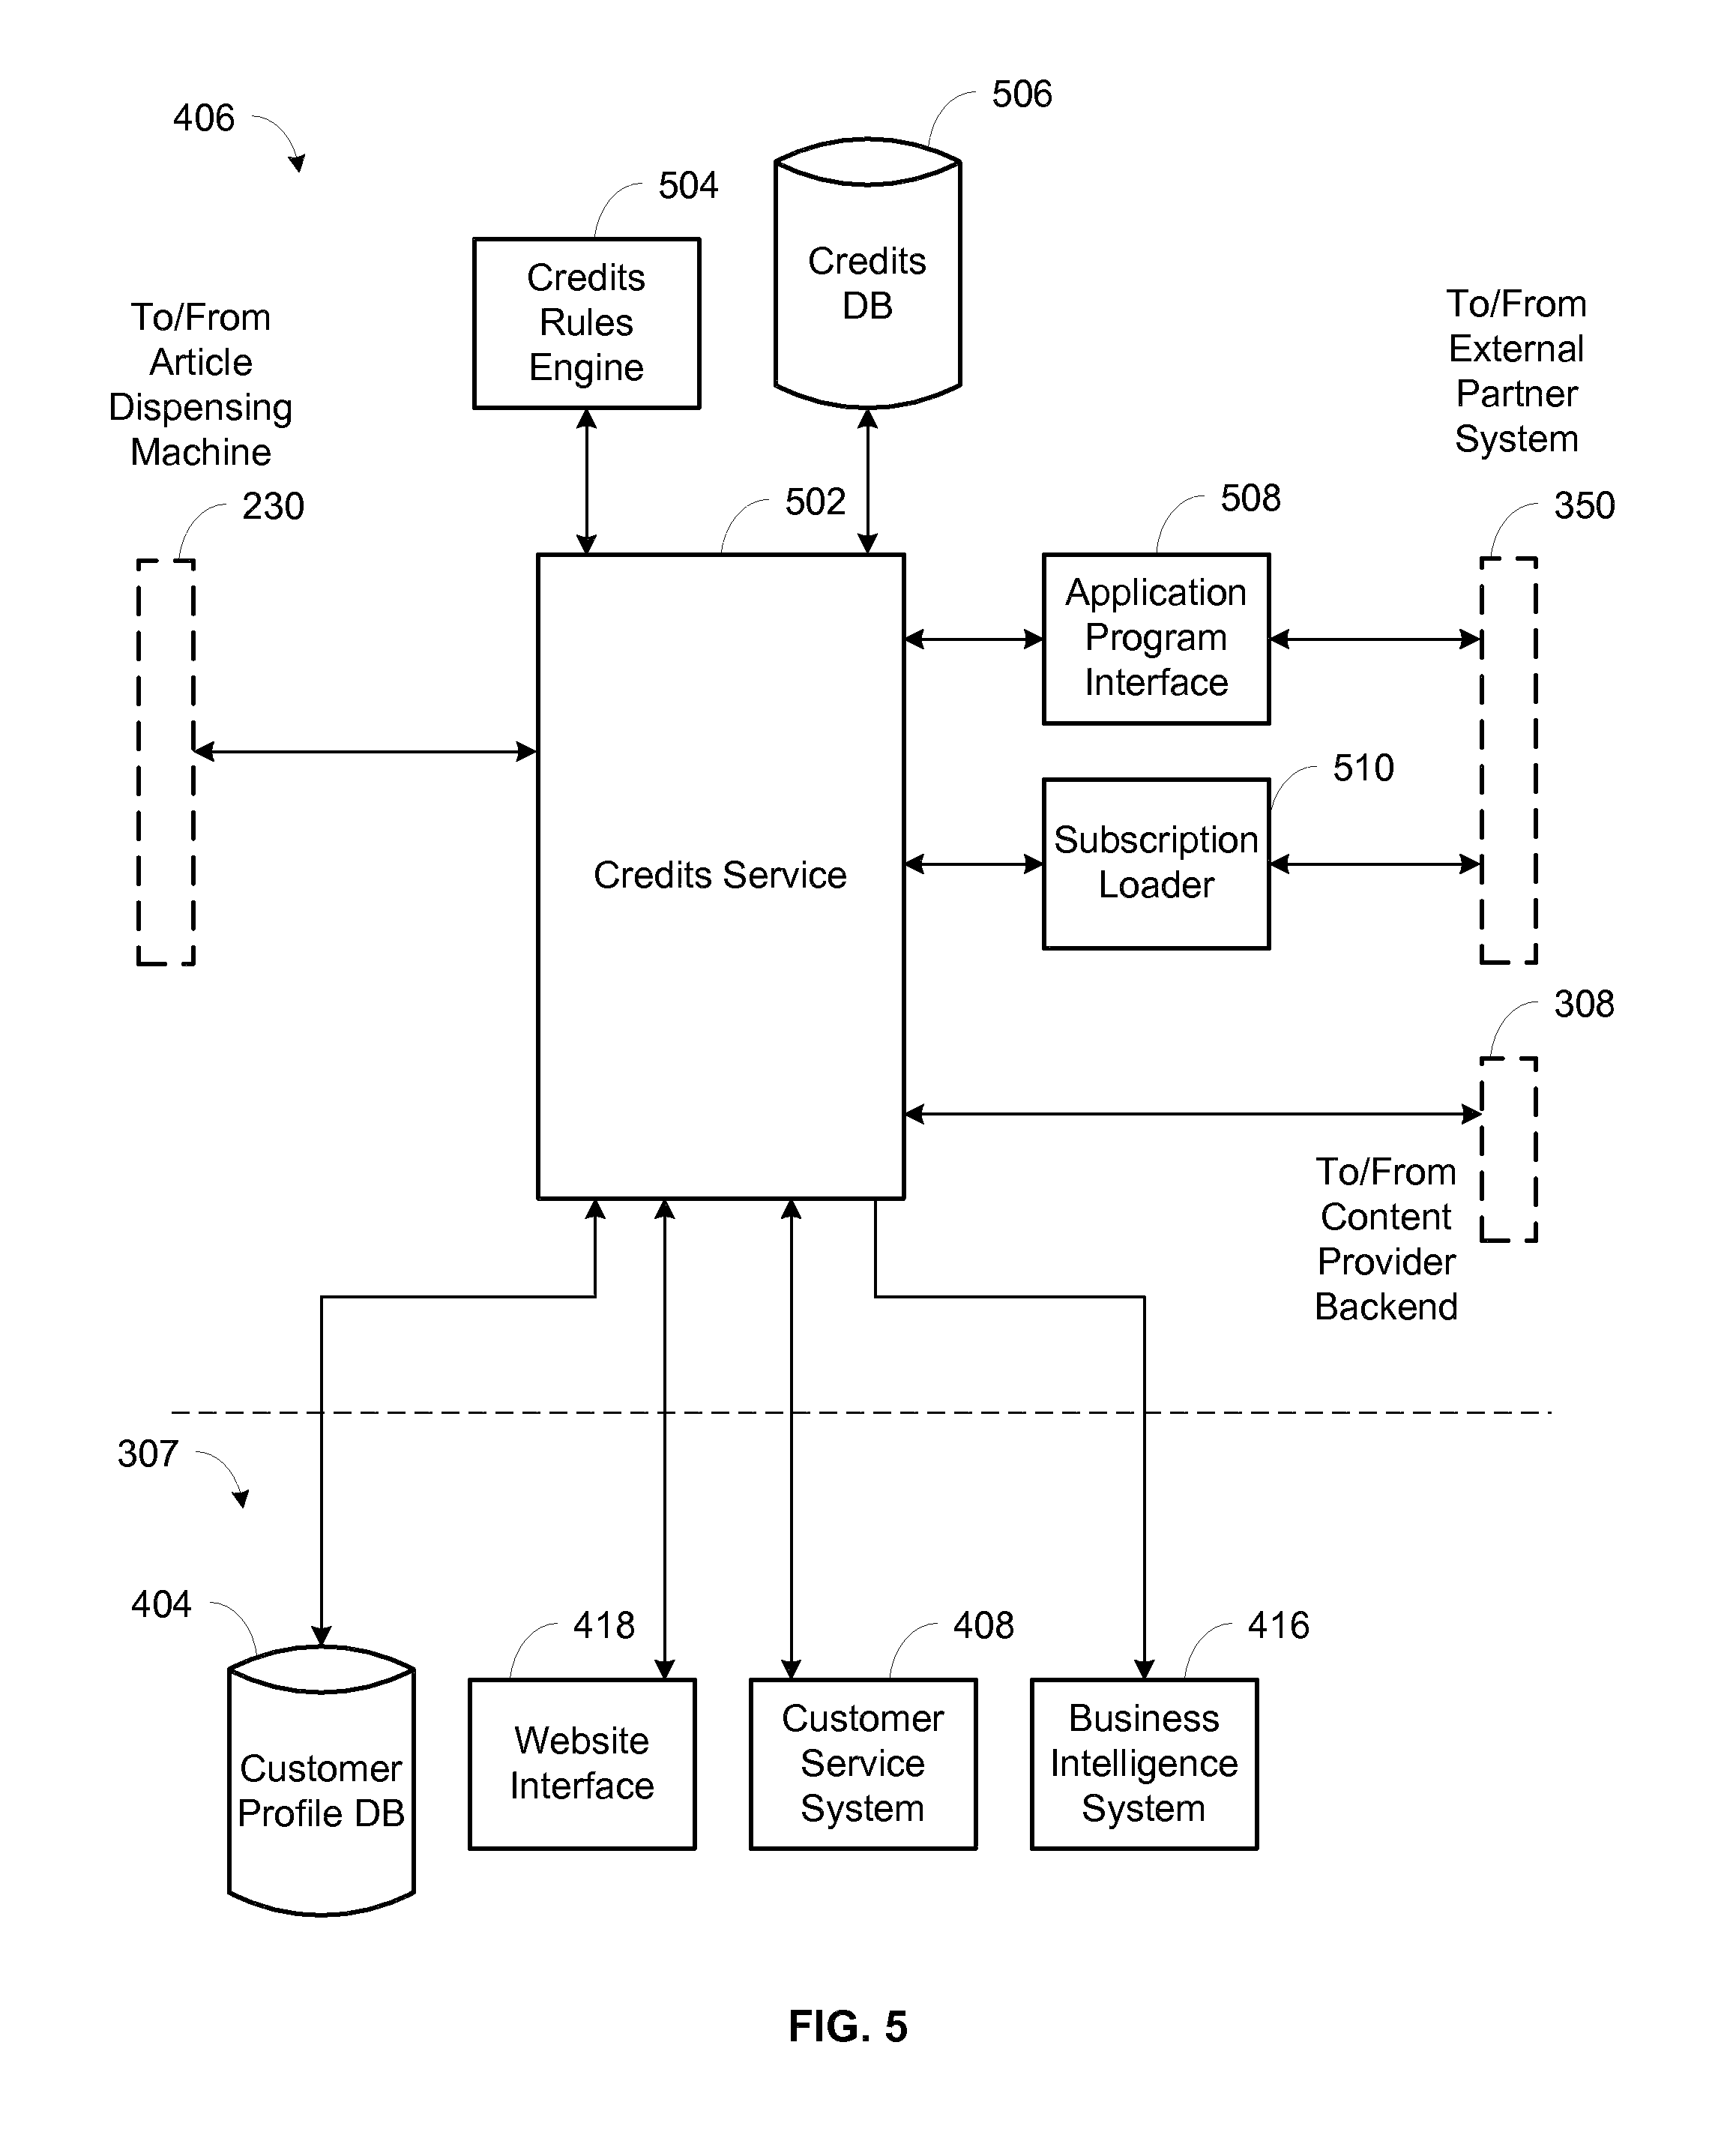 406
506
504
Credits
Rules
Engine
Credits
DB
To/From
Article
Dispensing
Machine
To/From
External
Partner
System
230
502
508
350
Application
Program
Interface
510
Subscription
Loader
Credits Service
308
To/From
Content
Provider
Backend
307
404
418
408
416
Customer
Profile DB
Website
Interface
Customer
Service
System
Business
Intelligence
System
FIG. 5